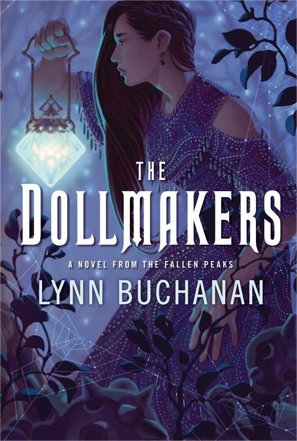 THE
DOLLMAKERS
A NOVEL FROM THE FALLEN PEAKS
LYNN BUCHANAN